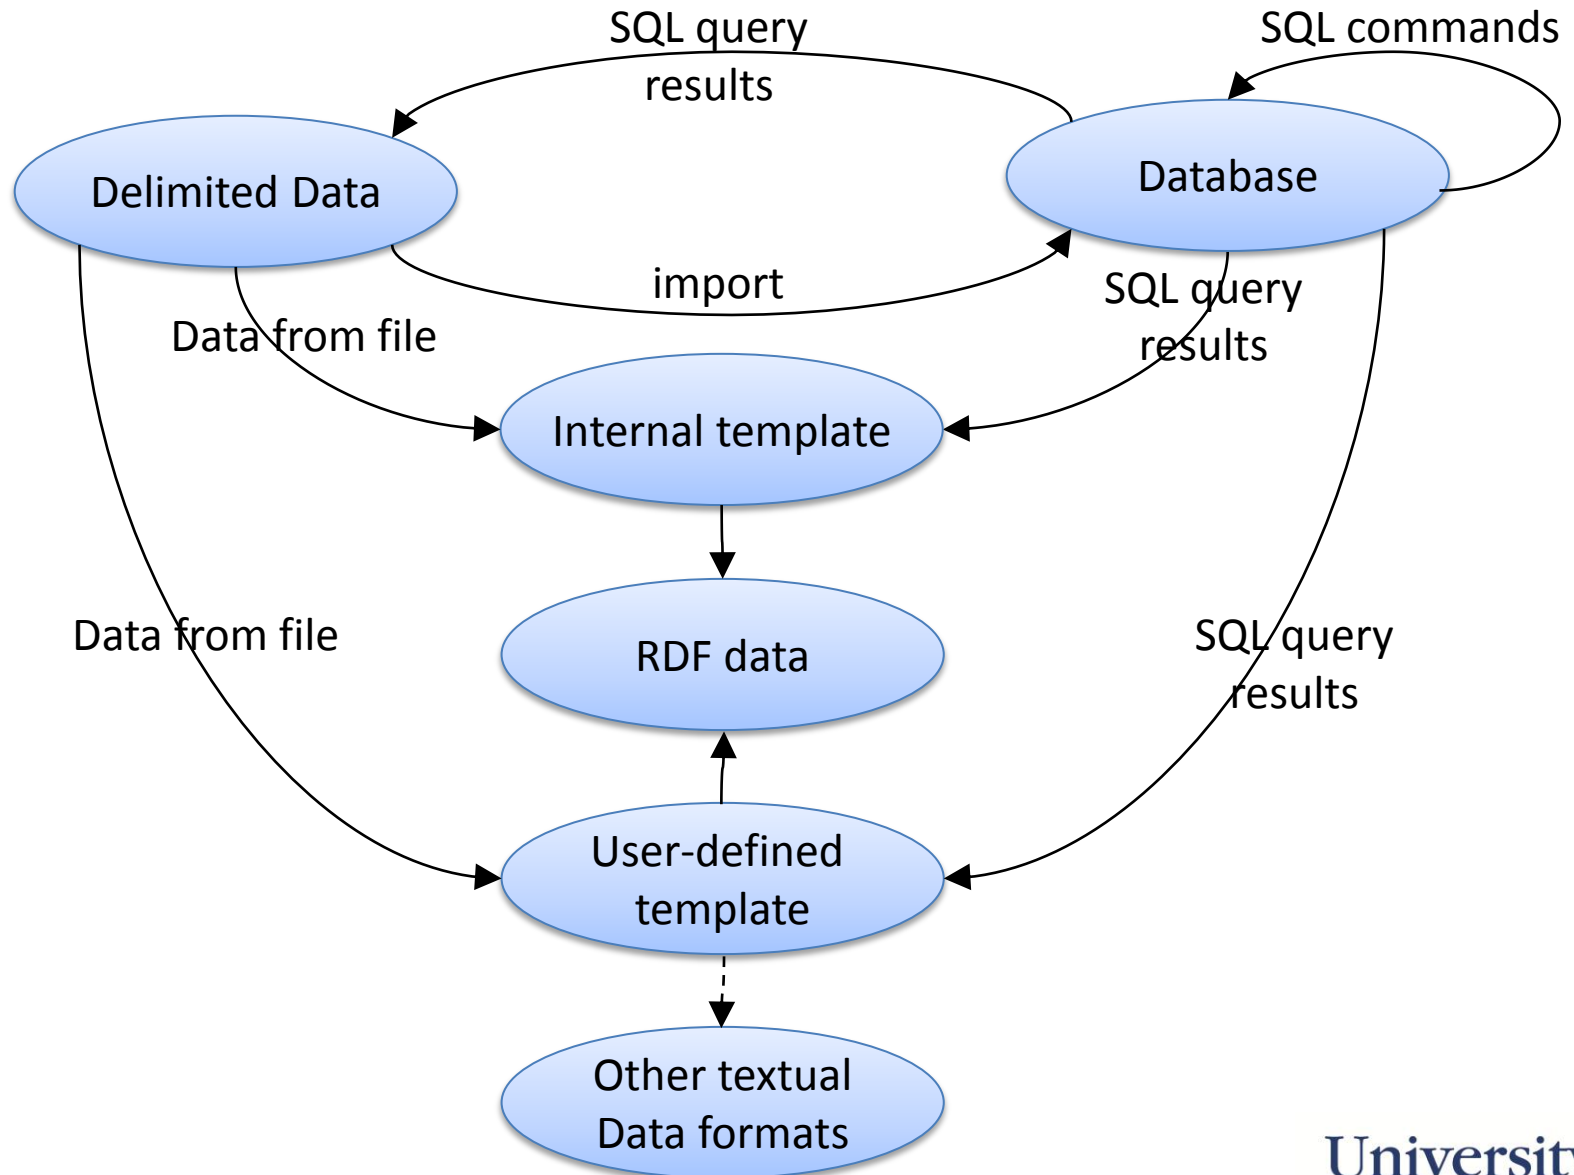 SQL query
results
SQL commands
Delimited Data
Database
import
SQL query
results
Data from file
Internal template
Data from file
RDF data
SQL query
results
User-defined
template
Other textual
Data formats
University